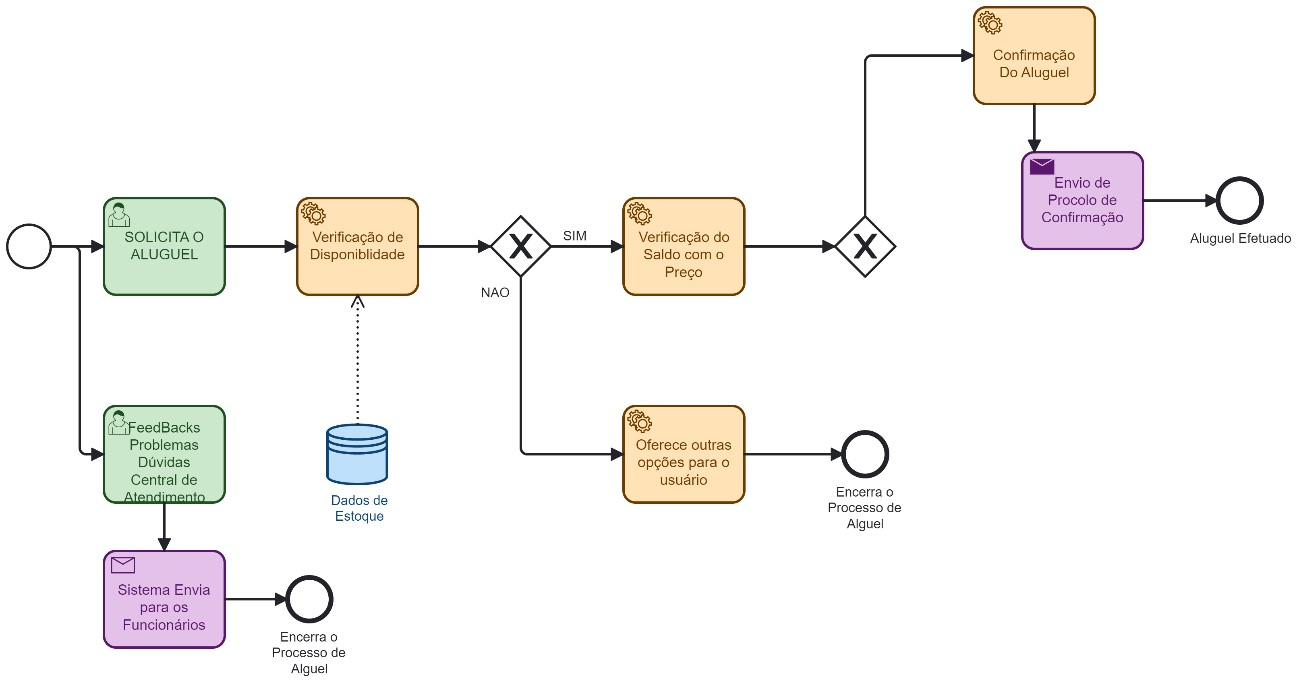 Confirmação
Do Aluguel
Envio de
Procolo de
Confirmação
Aluguel Efetuado
SOLICITA O
ALUGUEL
Verificação de
Disponiblidade
SIM
NAO
Verificação do
Saldo com o
Preço
FeedBacks
Problemas
Dúvidas
Central de
Atendimento
Dados de
Estoque
Oferece outras
opções para o
usuário
Encerra o
Processo de
Alguel
Sistema Envia
para os
Funcionários
Encerra o
Processo de
Alguel